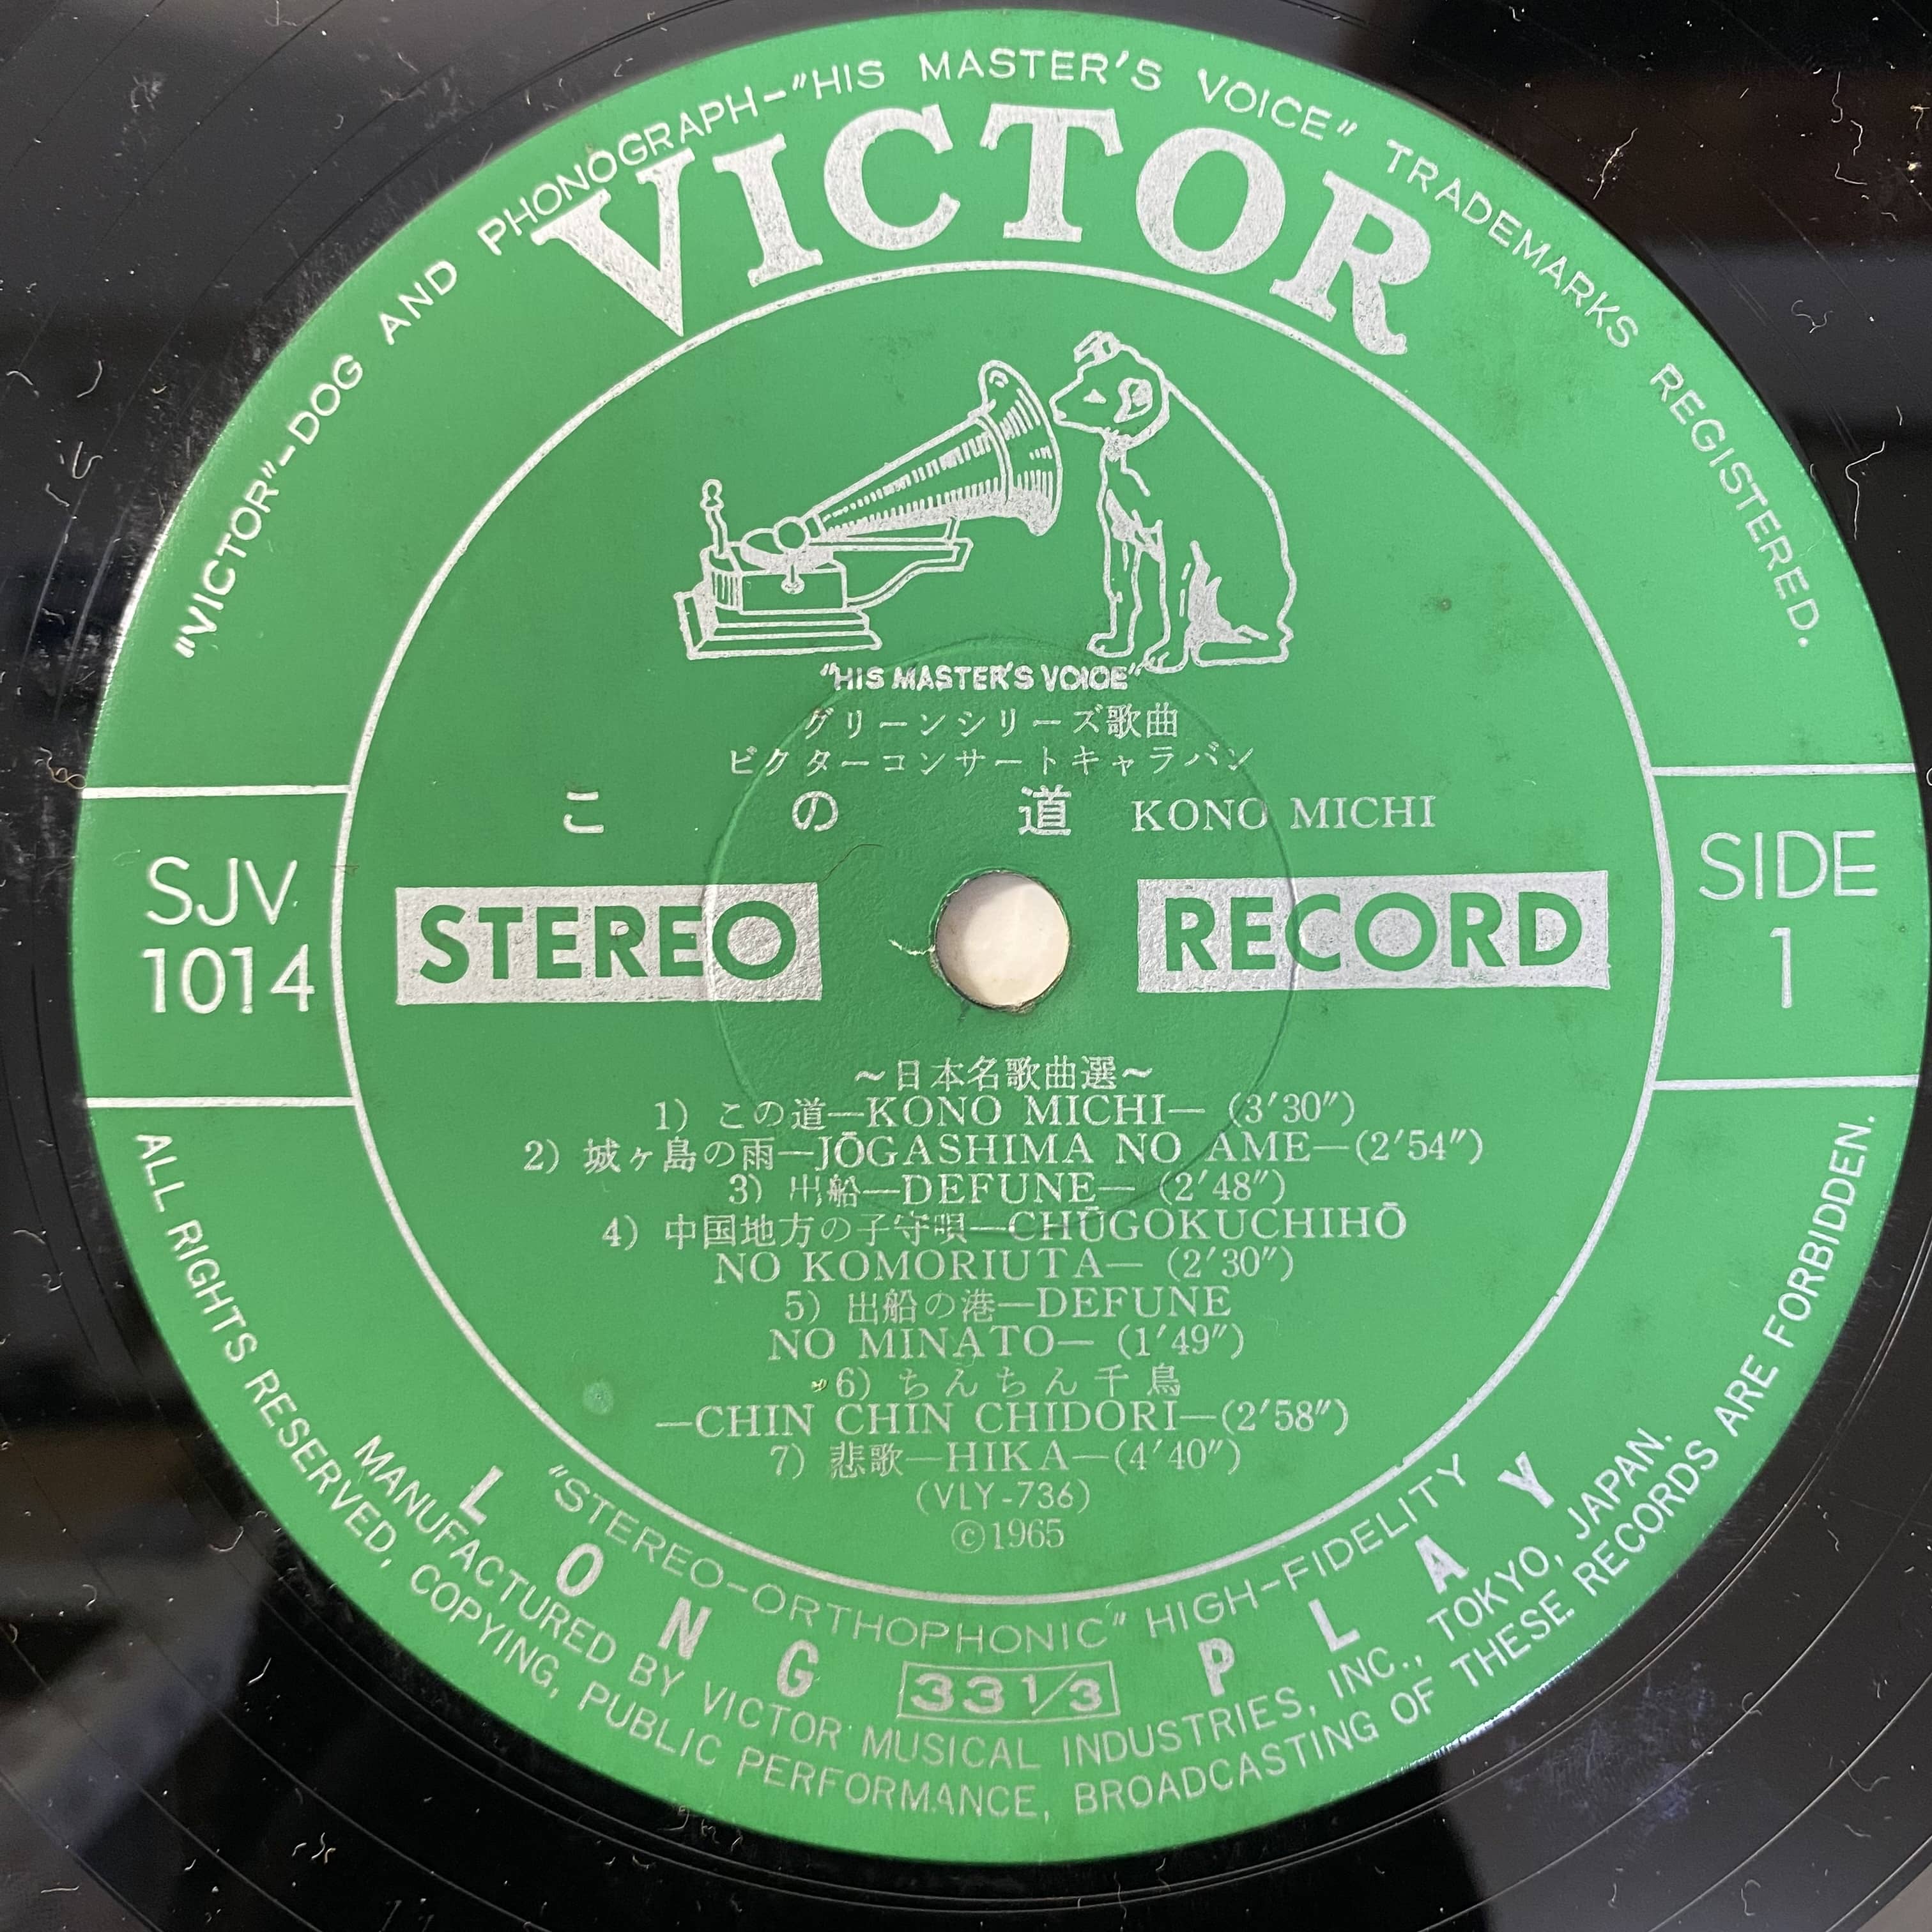 "VICTOR"-DOG AND PHONOGRAPH-"HIS MASTER'S VOICE" TRADEMARKS REGISTERED.
VICTOR
"HIS MASTER'S VOICE"
グリーンシリーズ歌曲
ビクターコンサートキャラバン
この道 KONO MICHI
SJV
1014
STEREO RECORD
SIDE
1
～日本名歌曲選～
1) この道—KONO MICHI— (3′30″)
2) 城ヶ島の雨—JŌGASHIMA NO AME—(2′54″)
3) 出船—DEFUNE— (2′48″)
4) 中国地方の子守唄—CHŪGOKUCHIHŌ
NO KOMORIUTA— (2′30″)
5) 出船の港—DEFUNE
NO MINATO— (1′49″)
6) ちんちん千鳥
—CHIN CHIN CHIDORI—(2′58″)
7) 悲歌—HIKA—(4′40″)
(VLY-736)
©1965
"STEREO-ORTHOPHONIC" HIGH-FIDELITY
LONG PLAY
33 1/3
MANUFACTURED BY VICTOR MUSICAL INDUSTRIES, INC., TOKYO, JAPAN.
ALL RIGHTS RESERVED, COPYING, PUBLIC PERFORMANCE, BROADCASTING OF THESE RECORDS ARE FORBIDDEN.